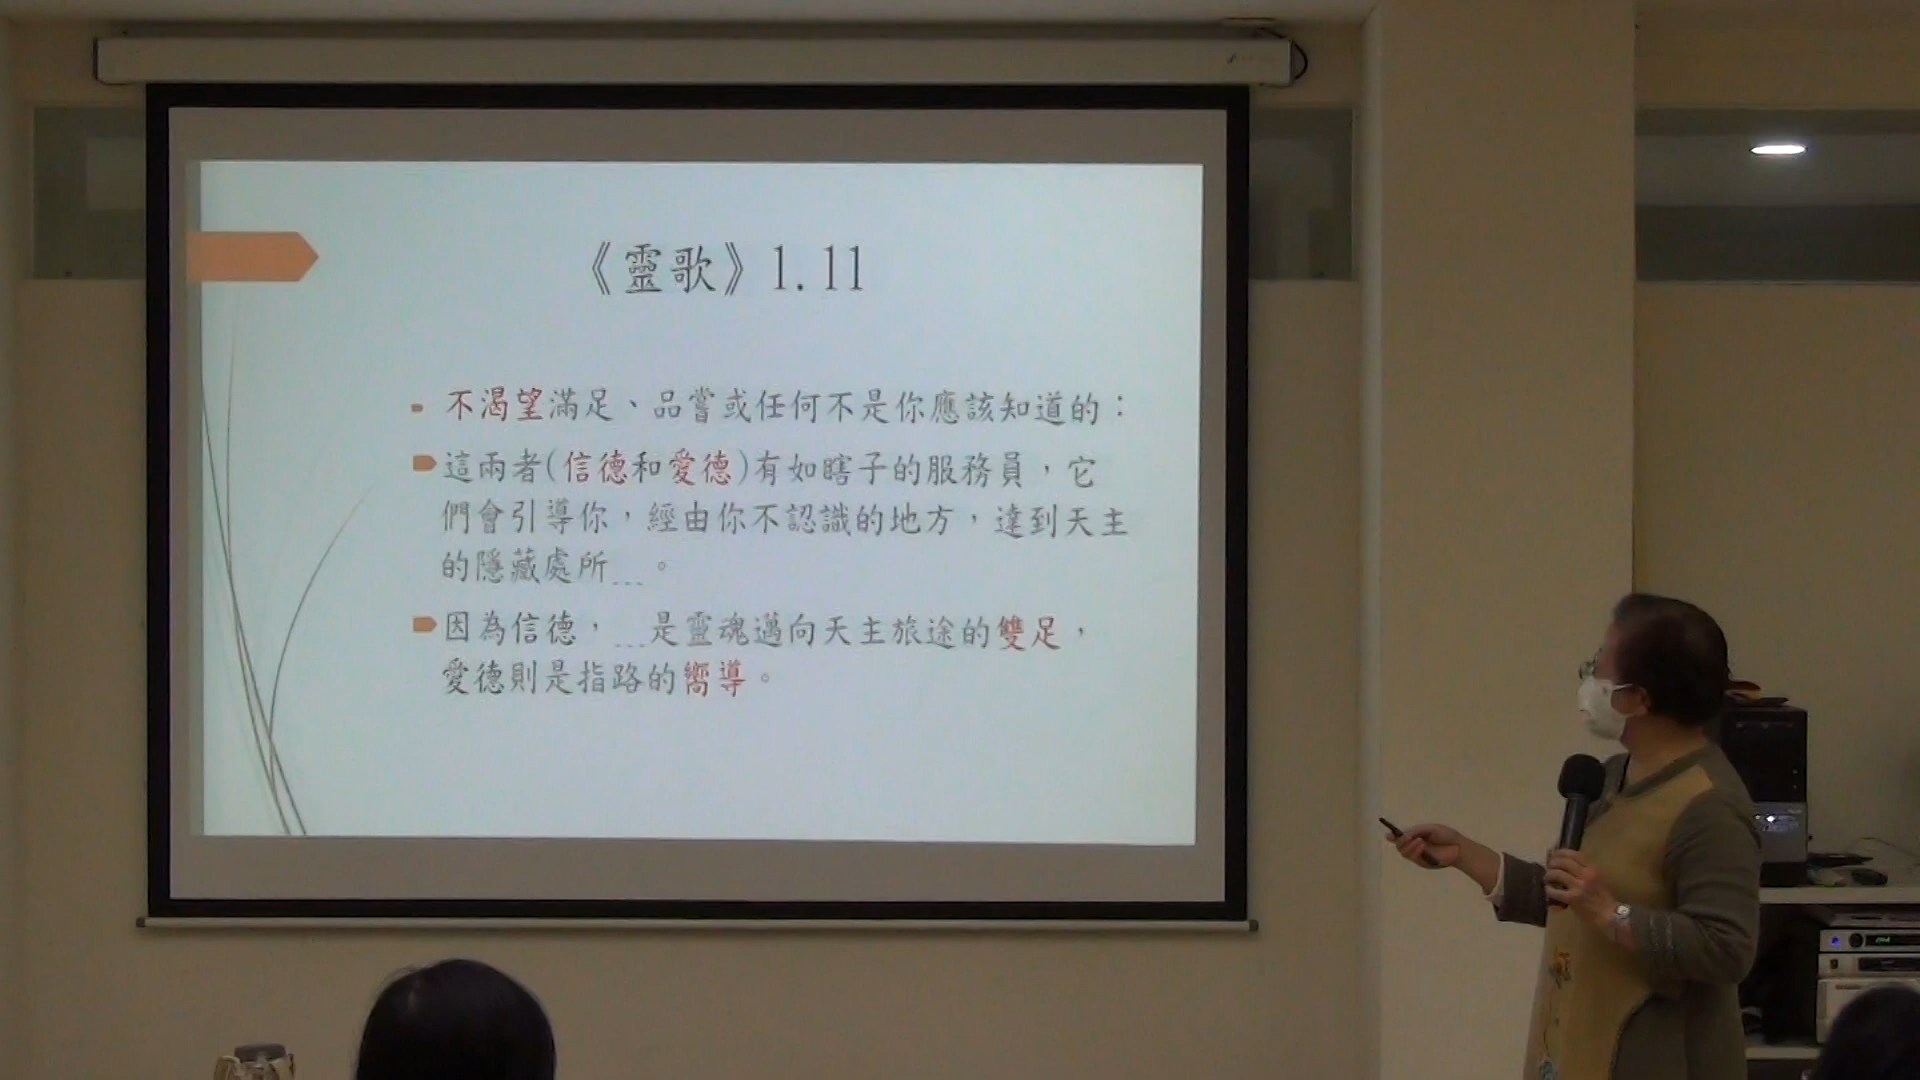 《靈歌》1.11
不渴望滿足、品嘗或任何不是你應該知道的：
這兩者(信德和愛德)有如瞎子的服務員，它
們會引導你，經由你不認識的地方，達到天主
的隱藏處所...。
因為信德，...是靈魂邁向天主旅途的雙足，
愛德則是指路的嚮導。